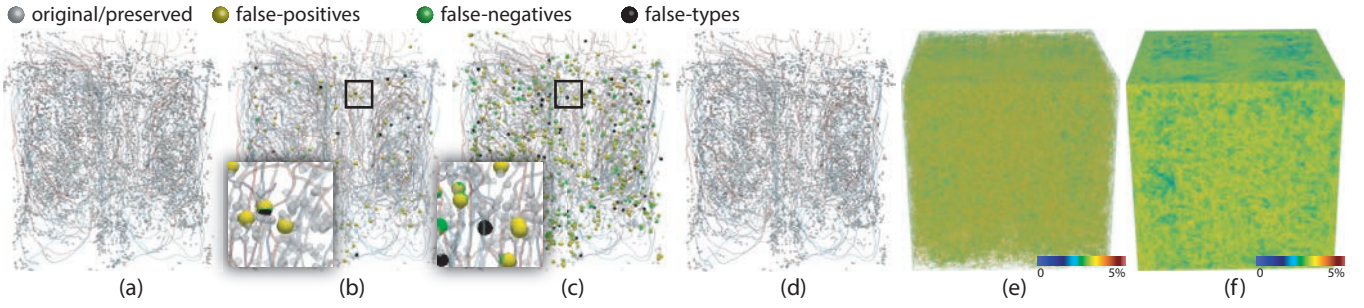 original/preserved false-positives false-negatives false-types
0 5% 0 5%
(a) (b) (c) (d) (e) (f)